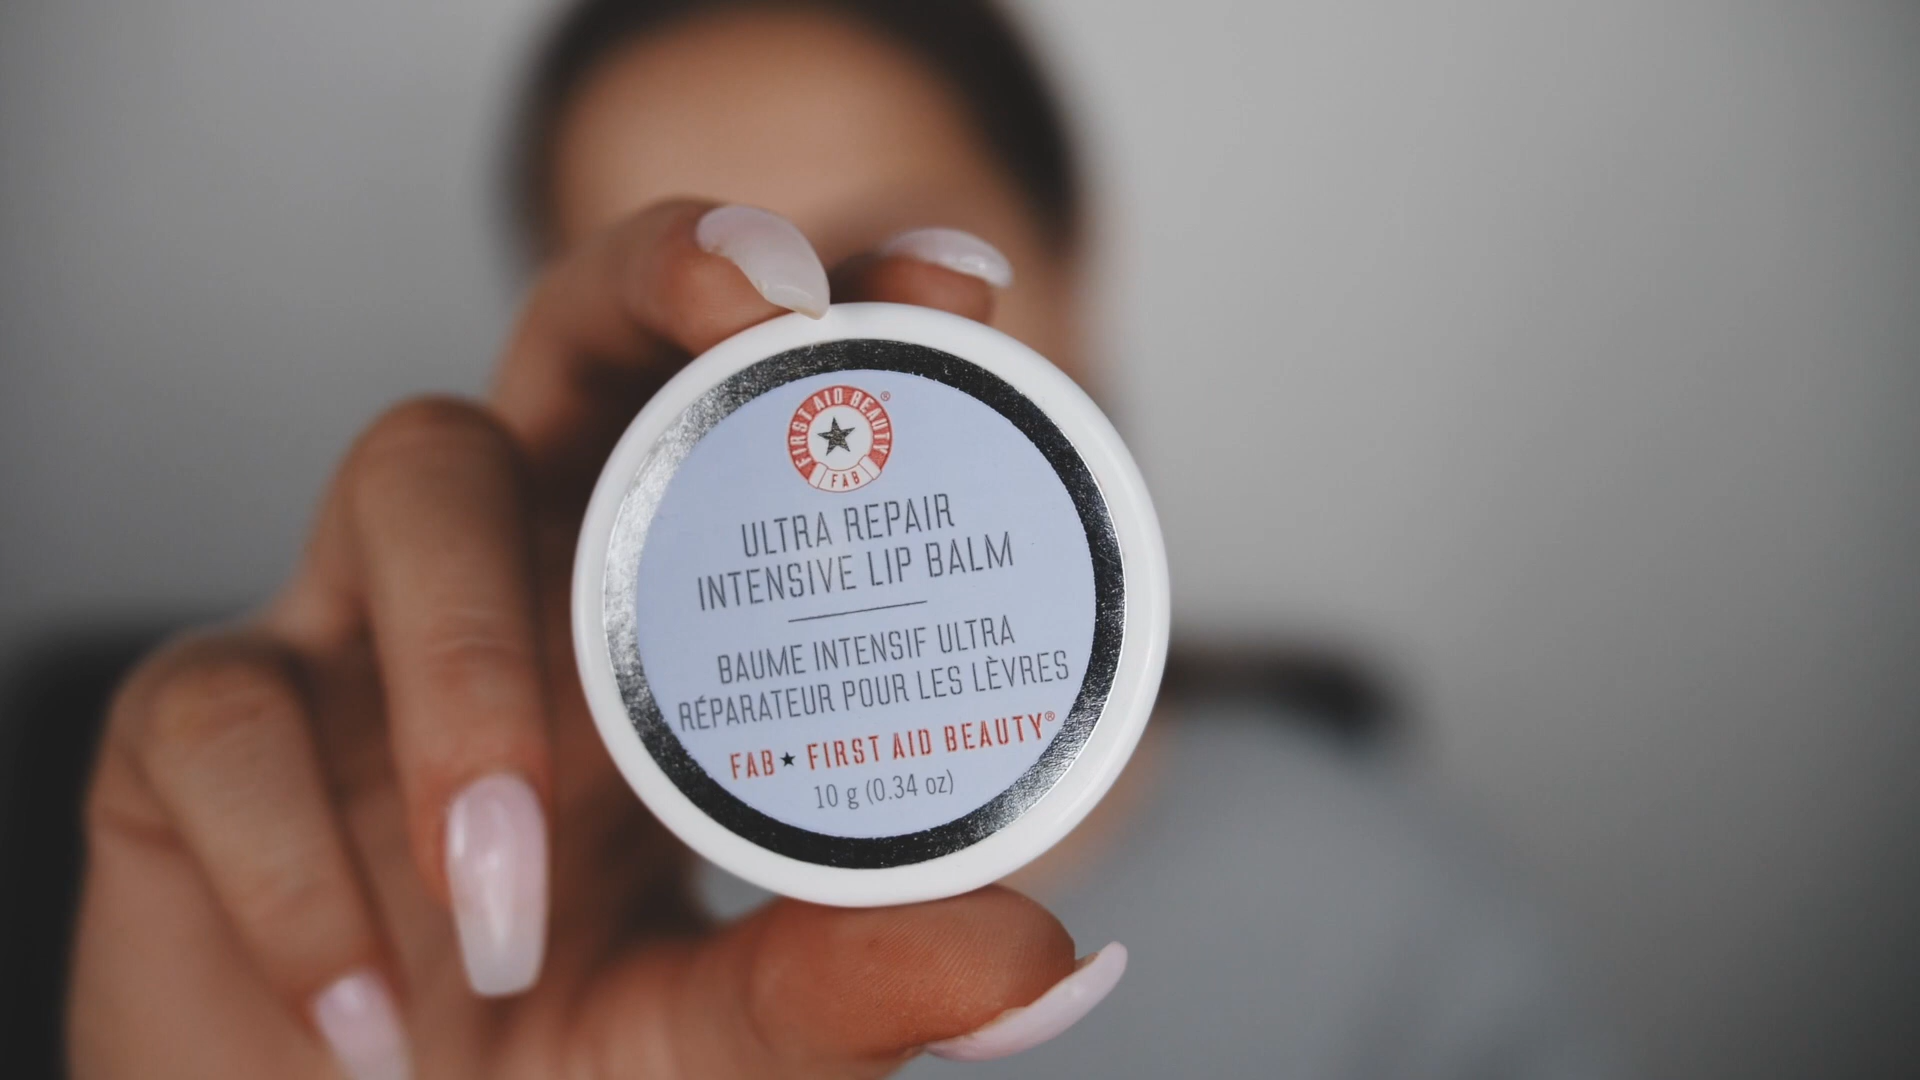 FIRST AID BEAUTY®
FAB
ULTRA REPAIR
INTENSIVE LIP BALM
BAUME INTENSIF ULTRA
RÉPARATEUR POUR LES LÈVRES
FAB★FIRST AID BEAUTY®
10 g (0.34 oz)